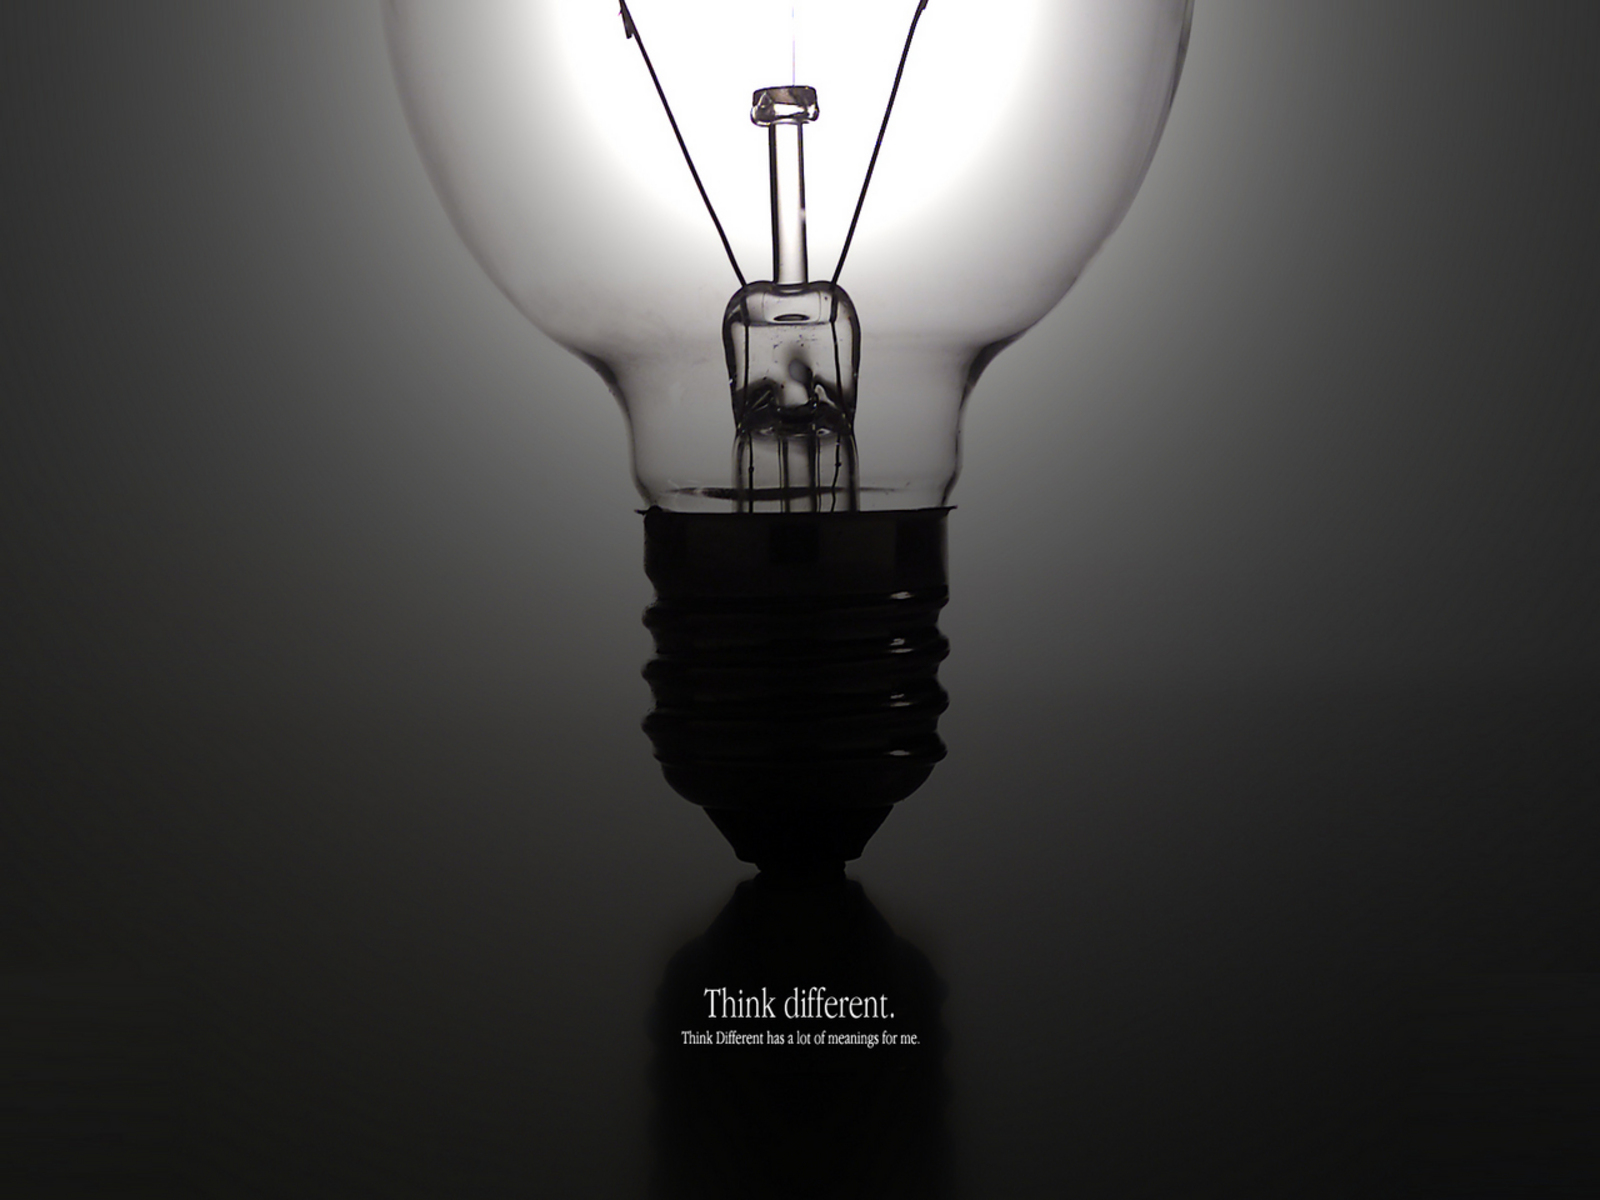 Think different.
Think Different has a lot of meanings for me.